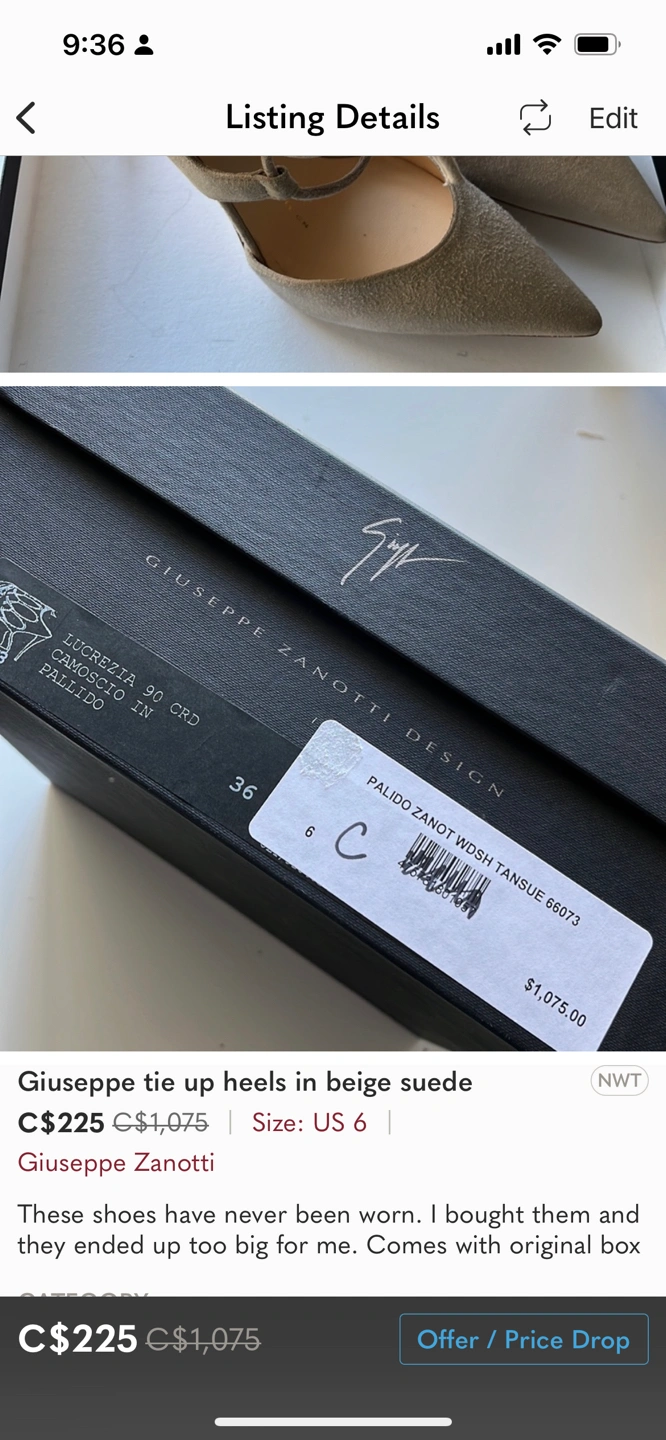 9:36
Listing Details
Edit
GIUSEPPE ZANOTTI DESIGN
LUCREZIA 90 CRD
CAMOSCIO IN
PALLIDO
36
PALIDO ZANOT WDSH TANSUE 66073
6
C
$1,075.00
Giuseppe tie up heels in beige suede
NWT
C$225 C$1,075 | Size: US 6 |
Giuseppe Zanotti
These shoes have never been worn. I bought them and
they ended up too big for me. Comes with original box
CATEGORY
C$225 C$1,075
Offer / Price Drop